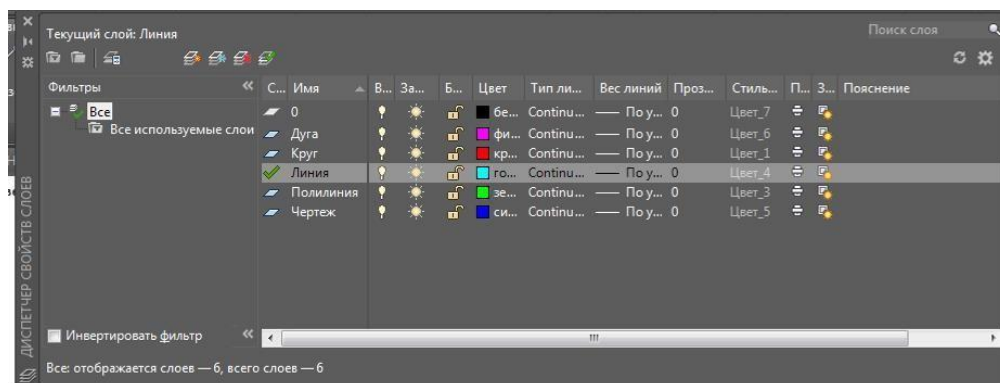 Текущий слой: Линия
Поиск слоя
Фильтры
С... Имя В... За... Б... Цвет Тип ли... Вес линий Проз... Стиль... П... З... Пояснение
Все
Все используемые слои
0 бе... Continu... По у... 0 Цвет_7
Дуга фи... Continu... По у... 0 Цвет_6
Круг кр... Continu... По у... 0 Цвет_1
Линия го... Continu... По у... 0 Цвет_4
Полилиния зе... Continu... По у... 0 Цвет_3
Чертеж си... Continu... По у... 0 Цвет_5
Инвертировать фильтр
Все: отображается слоев — 6, всего слоев — 6
ДИСПЕТЧЕР СВОЙСТВ СЛОЕВ